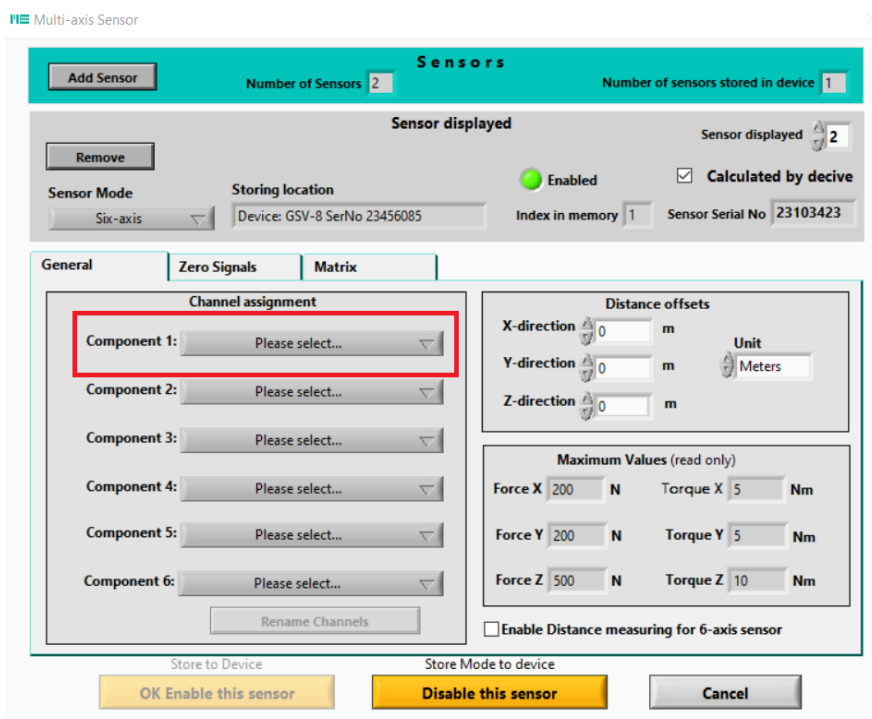 ME Multi-axis Sensor
Sensors
Add Sensor
Number of Sensors 2
Number of sensors stored in device 1
Sensor displayed
Sensor displayed 2
Remove
Enabled
Calculated by decive
Sensor Mode
Storing location
Six-axis
Device: GSV-8 SerNo 23456085
Index in memory 1
Sensor Serial No 23103423
General Zero Signals Matrix
Channel assignment
Component 1: Please select...
Component 2: Please select...
Component 3: Please select...
Component 4: Please select...
Component 5: Please select...
Component 6: Please select...
Rename Channels
Distance offsets
X-direction 0 m
Unit
Y-direction 0 m
Meters
Z-direction 0 m
Maximum Values (read only)
Force X 200 N Torque X 5 Nm
Force Y 200 N Torque Y 5 Nm
Force Z 500 N Torque Z 10 Nm
Enable Distance measuring for 6-axis sensor
Store to Device
Store Mode to device
OK Enable this sensor
Disable this sensor
Cancel